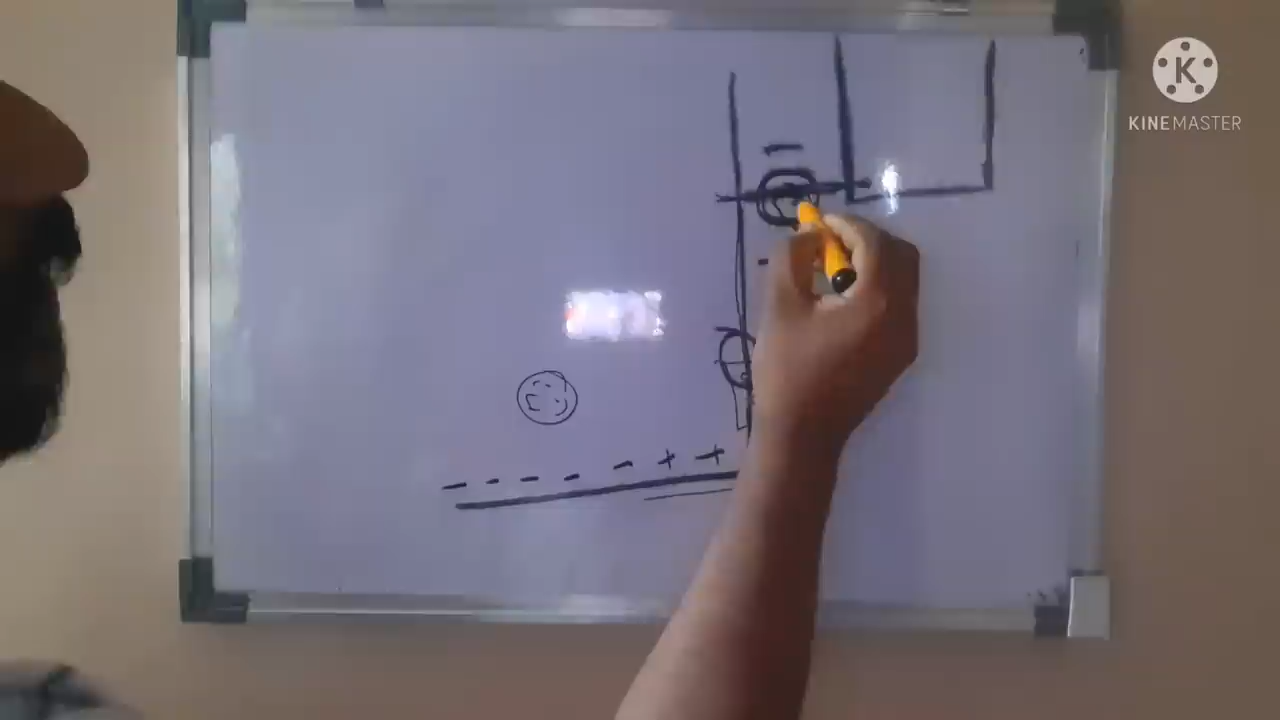 K
KINEMASTER
- - - - - + +